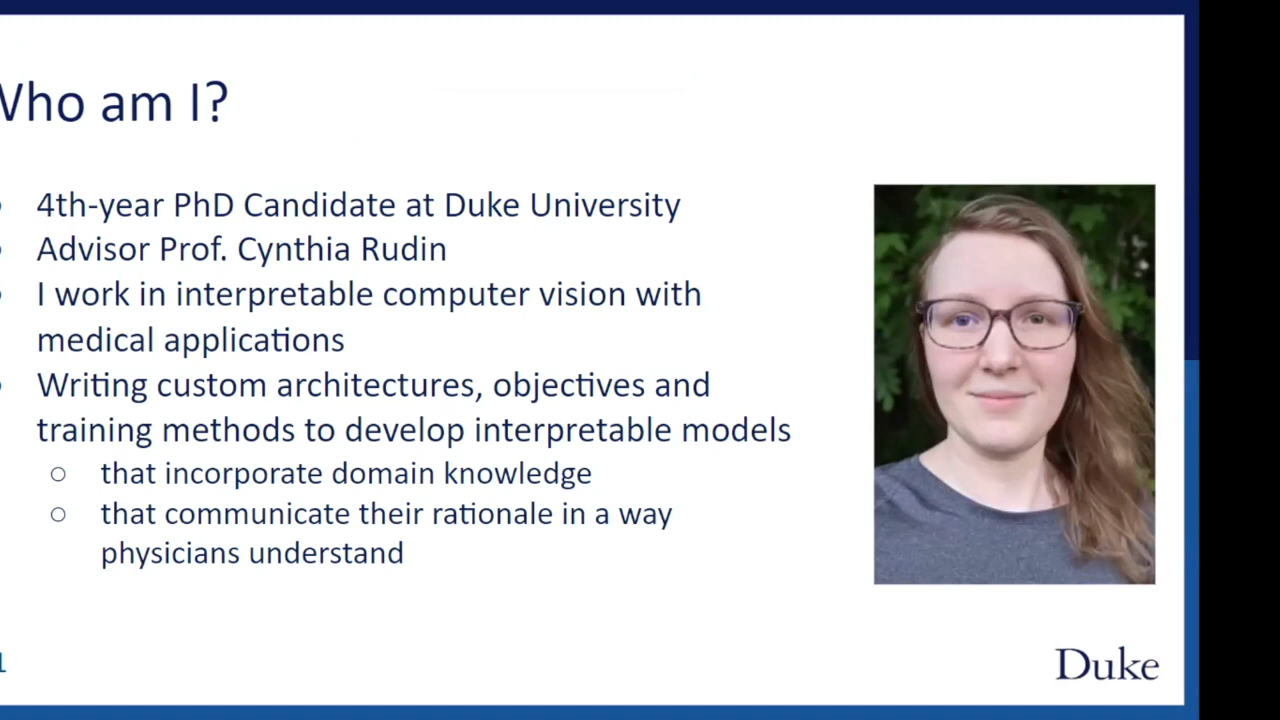 Who am I?
4th-year PhD Candidate at Duke University
Advisor Prof. Cynthia Rudin
I work in interpretable computer vision with
medical applications
Writing custom architectures, objectives and
training methods to develop interpretable models
that incorporate domain knowledge
that communicate their rationale in a way
physicians understand
1
Duke